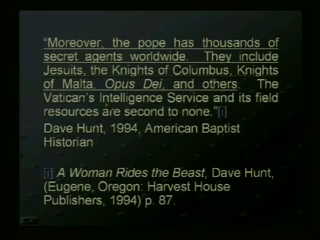 “Moreover, the pope has thousands of
secret agents worldwide. They include
Jesuits, the Knights of Columbus, Knights
of Malta, Opus Dei, and others. The
Vatican’s Intelligence Service and its field
resources are second to none.”[i]
Dave Hunt, 1994, American Baptist
Historian
[i] A Woman Rides the Beast, Dave Hunt,
(Eugene, Oregon: Harvest House
Publishers, 1994) p. 87.